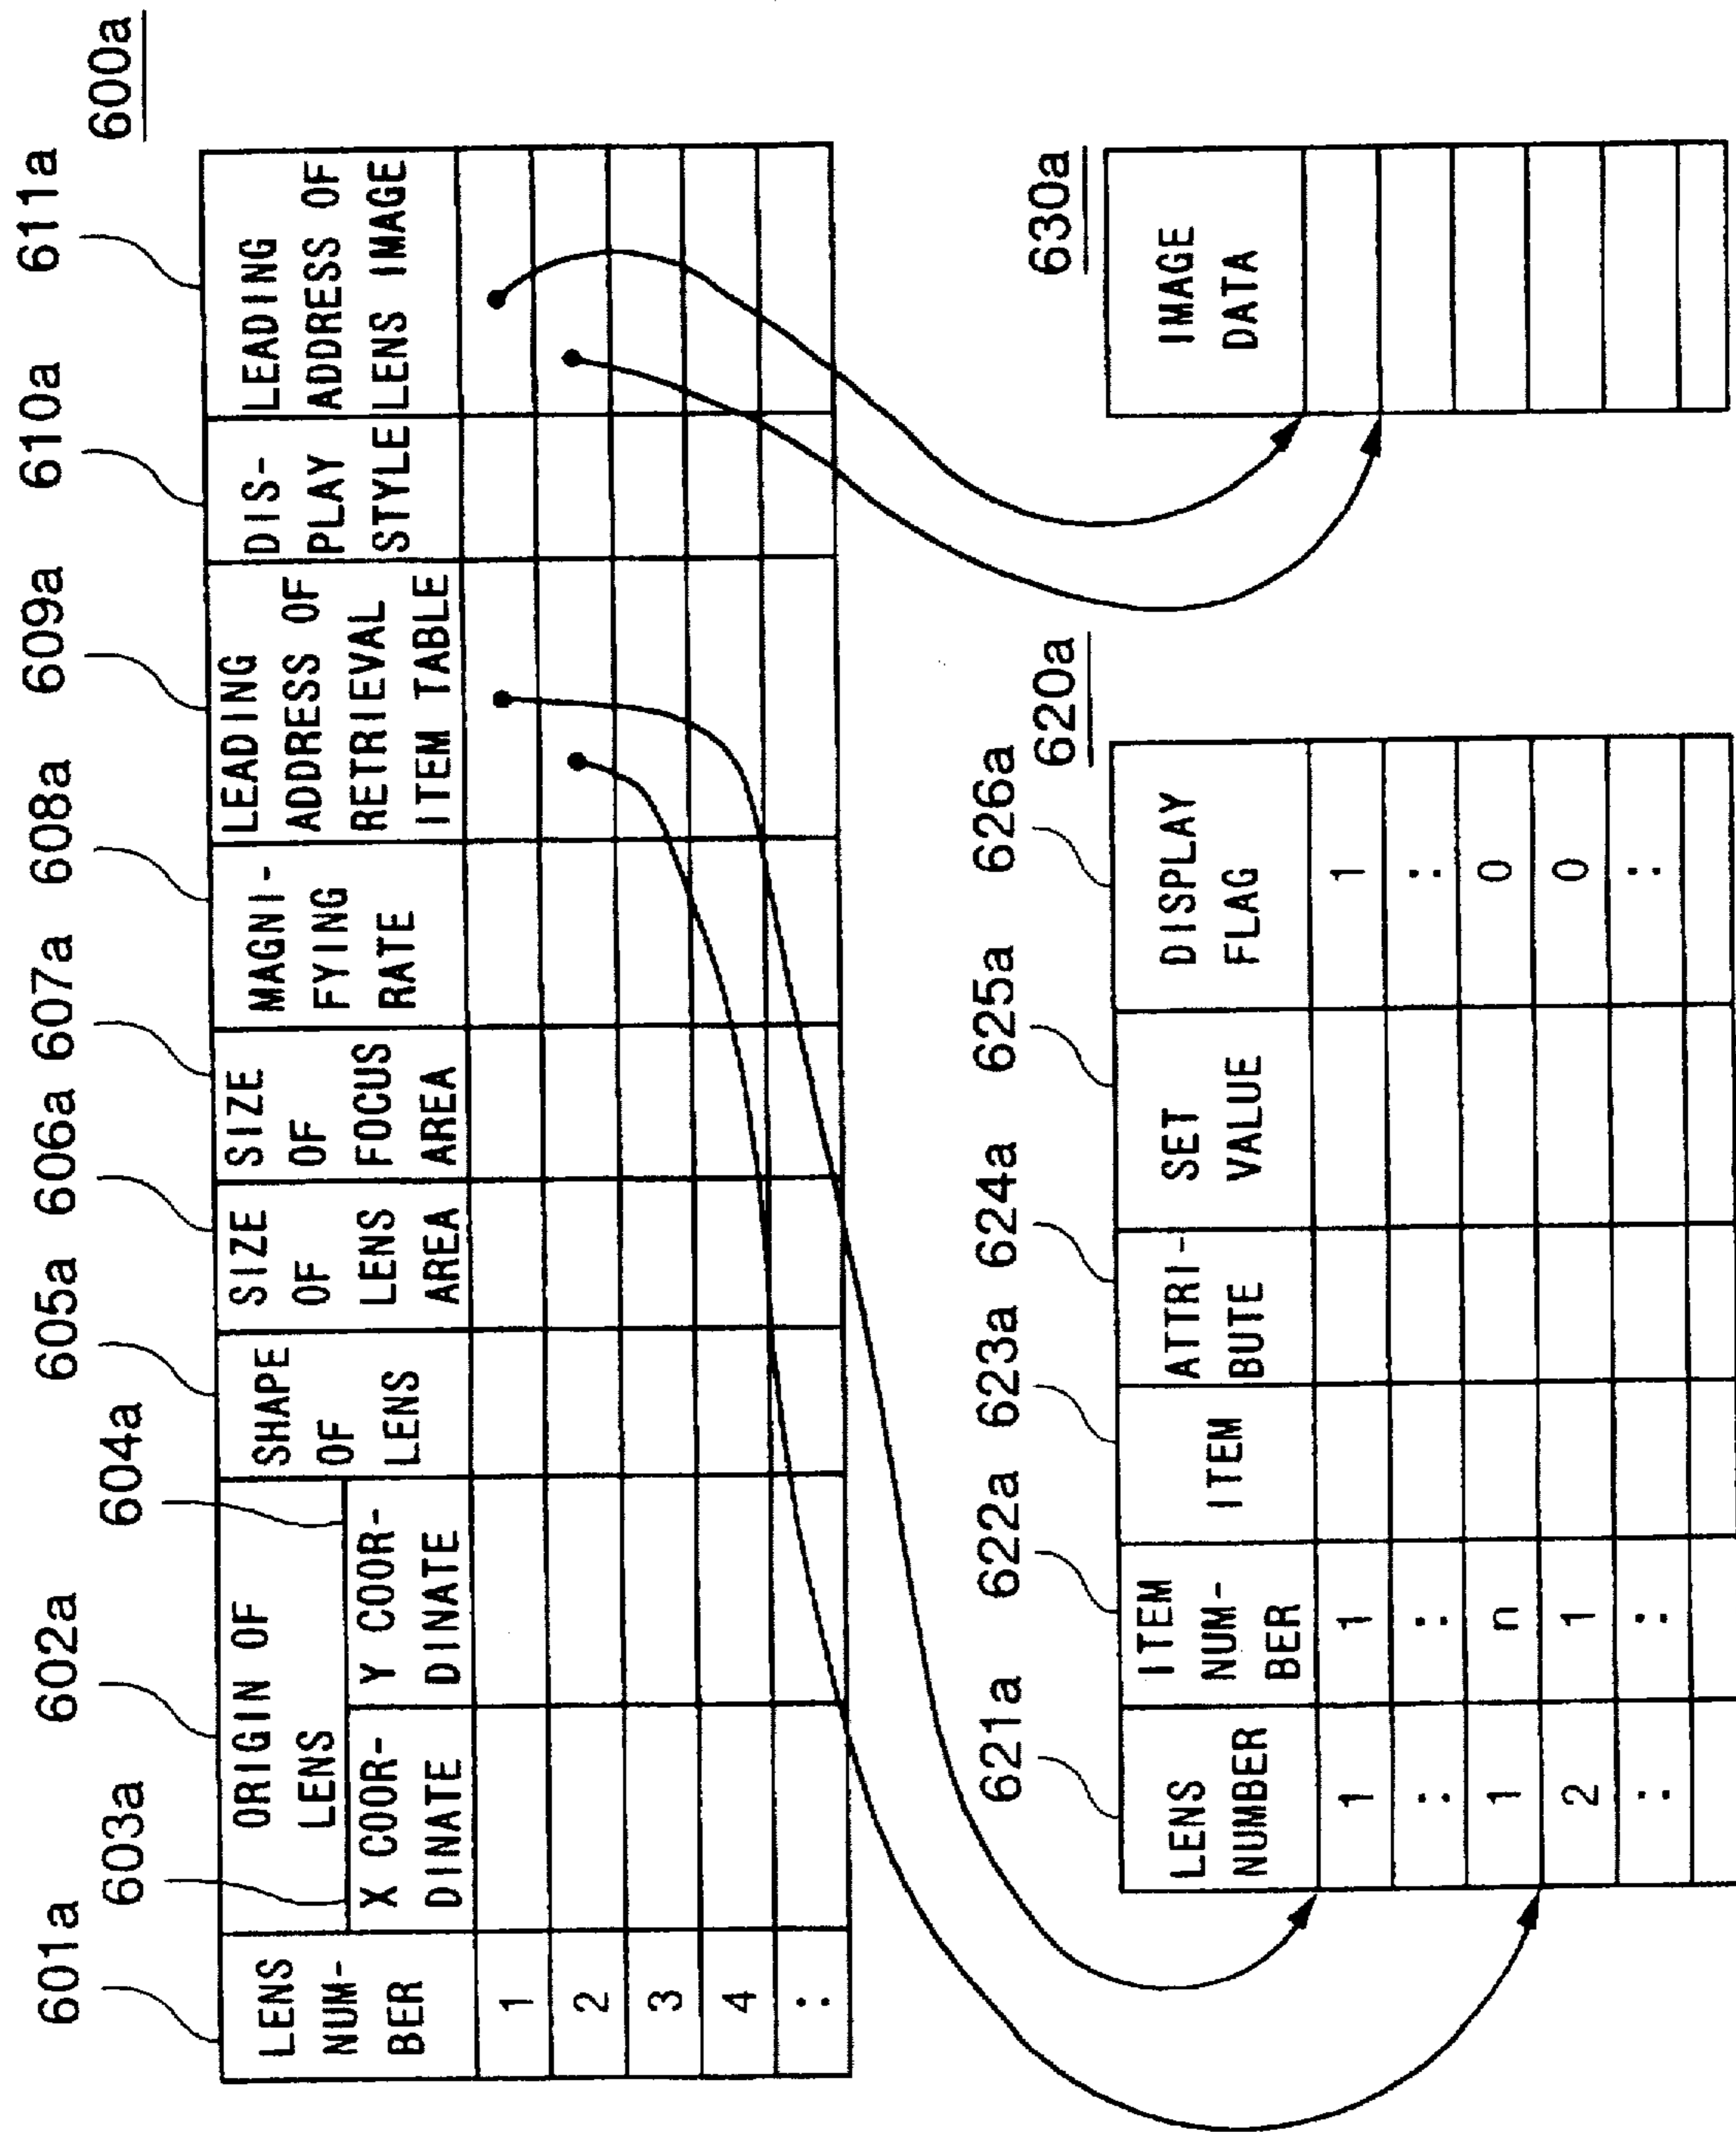 600a
601a
602a
603a
604a
605a
606a
607a
608a
609a
610a
611a
LENS
NUM-
BER
ORIGIN OF
LENS
X COOR-
DINATE
Y COOR-
DINATE
SHAPE
OF
LENS
SIZE
OF
LENS
AREA
SIZE
OF
FOCUS
AREA
MAGNI-
FYING
RATE
LEADING
ADDRESS OF
RETRIEVAL
ITEM TABLE
DIS-
PLAY
STYLE
LEADING
ADDRESS OF
LENS IMAGE
1
2
3
4
:
620a
621a
622a
623a
624a
625a
626a
LENS
NUMBER
ITEM
NUM-
BER
ITEM
ATTRI-
BUTE
SET
VALUE
DISPLAY
FLAG
1 1 1
: : :
1 n 0
2 1 0
: : :
630a
IMAGE
DATA